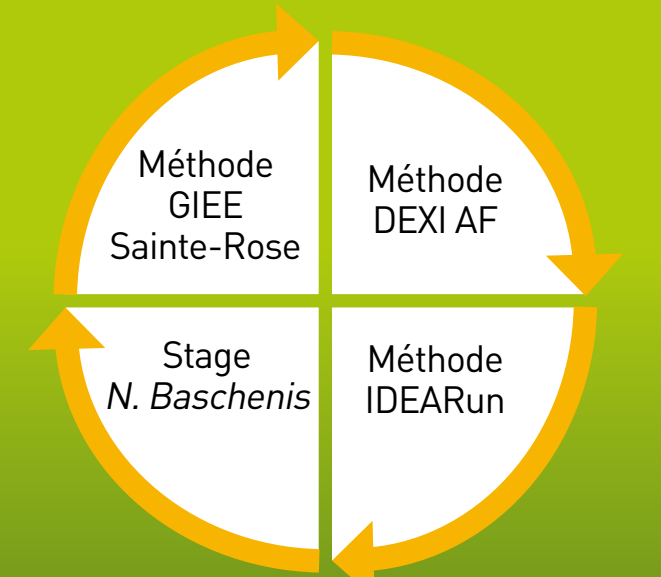 Méthode
GIEE
Sainte-Rose
Méthode
DEXI AF
Stage
N. Baschenis
Méthode
IDEARun